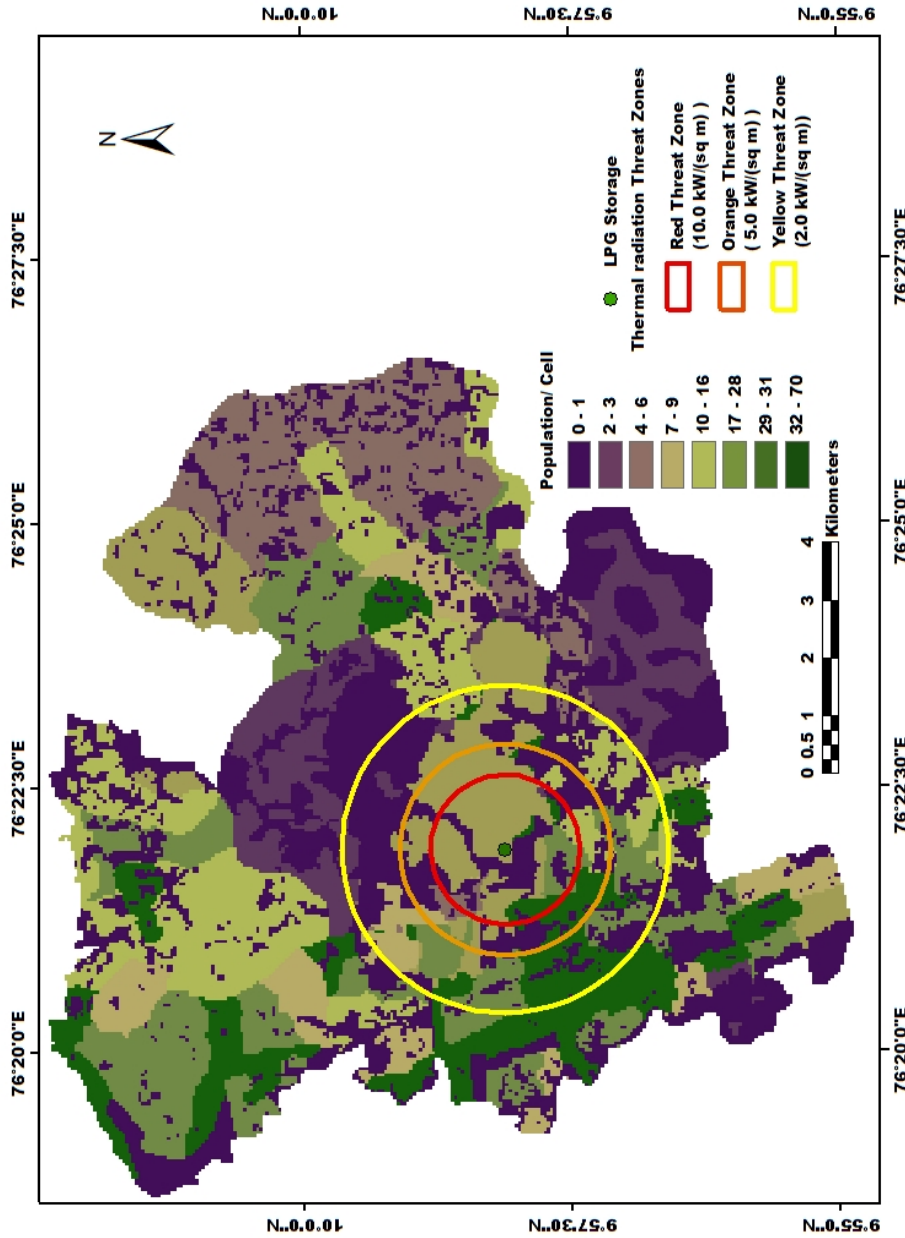 76°20'0"E 76°22'30"E 76°25'0"E 76°27'30"E
N
10°0'0"N
10°0'0"N
Population/ Cell
0 - 1
2 - 3
4 - 6
7 - 9
10 - 16
17 - 28
29 - 31
32 - 70
LPG Storage
Thermal radiation Threat Zones
Red Threat Zone
(10.0 kW/(sq m) )
Orange Threat Zone
( 5.0 kW/(sq m) )
Yellow Threat Zone
(2.0 kW/(sq m))
9°57'30"N
9°57'30"N
0 0.5 1 2 3 4
Kilometers
9°55'0"N
9°55'0"N
76°20'0"E 76°22'30"E 76°25'0"E 76°27'30"E